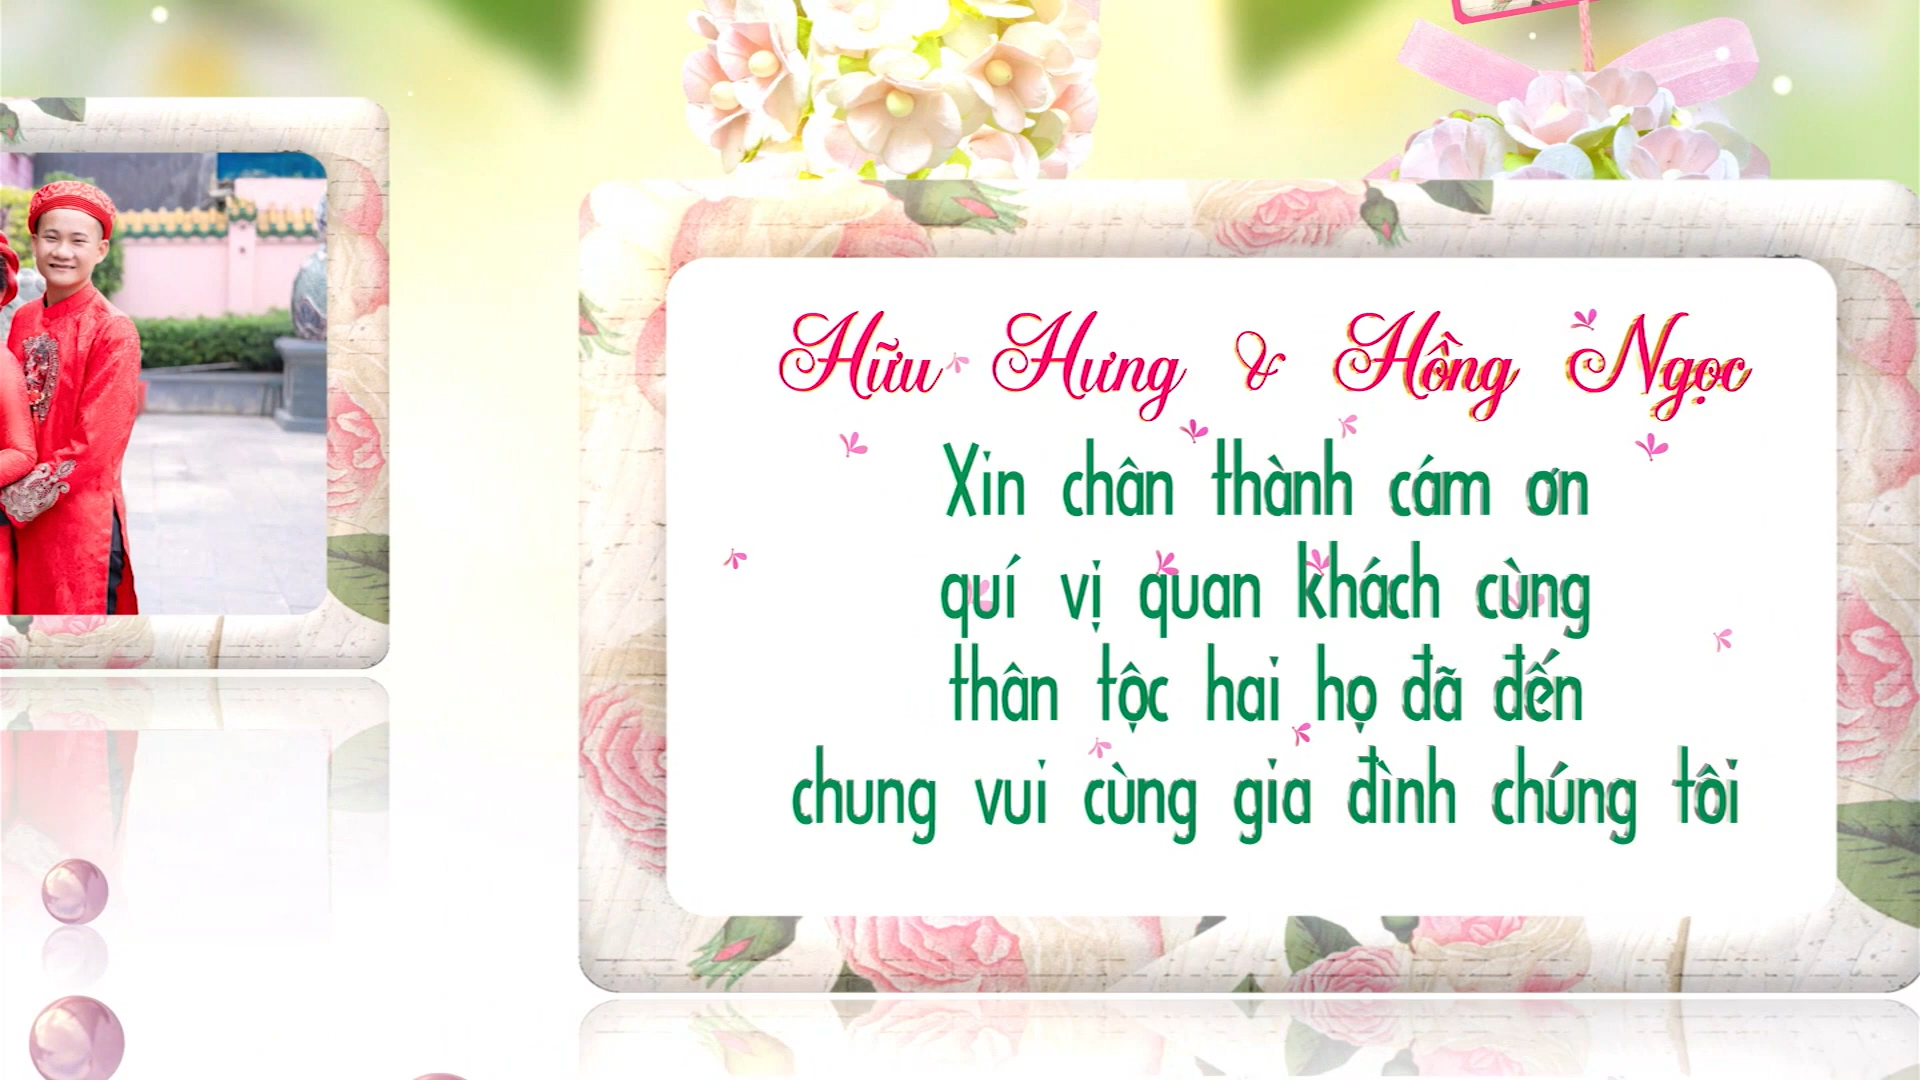 Hữu Hưng & Hồng Ngọc
Xin chân thành cám ơn
quí vị quan khách cùng
thân tộc hai họ đã đến
chung vui cùng gia đình chúng tôi